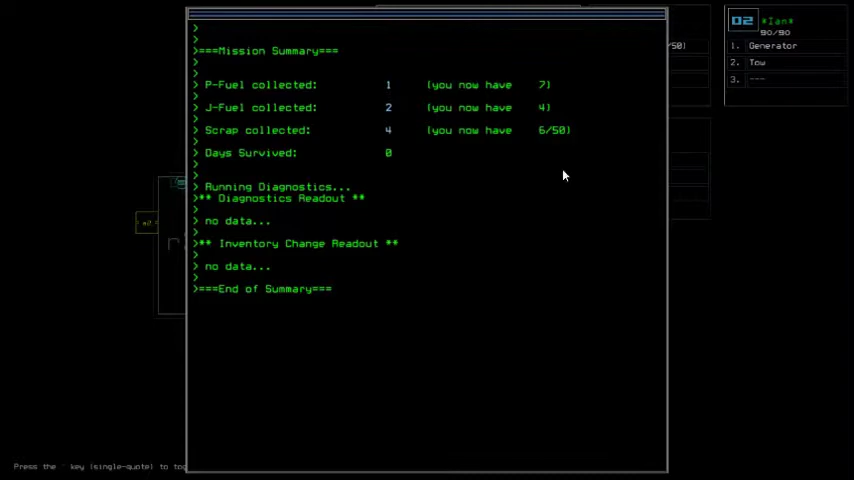 >
>
>===Mission Summary===
>
>
> P-Fuel collected: 1 (you now have 7)
>
> J-Fuel collected: 2 (you now have 4)
>
> Scrap collected: 4 (you now have 6/50)
>
> Days Survived: 0
>
>
> Running Diagnostics...
>** Diagnostics Readout **
>
> no data...
>
>** Inventory Change Readout **
>
> no data...
>
>===End of Summary===
02 *Ian*
90/90
/50)
1. Generator
2. Tow
3. ---
Press the ` key (single-quote) to tog